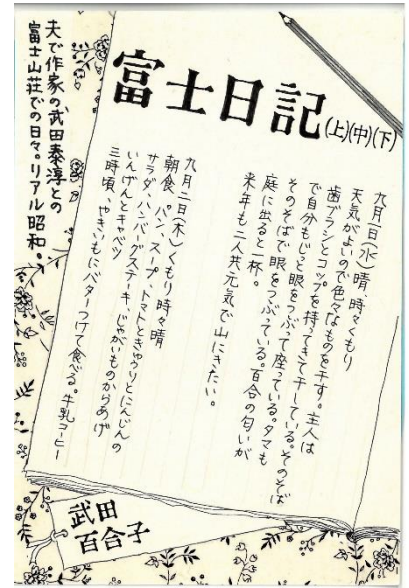 富士日記(上)(中)(下)
夫で作家の武田泰淳との
富士山荘での日々。リアル昭和。
九月一日(水)晴、時々くもり
天気がよいので色々なものを干す。主人は
歯ブラシとコップを持ってきて干している。そのそば
で自分もじっと眼をつぶって座っている。タマも
そのそばで眼をつぶっている。百合の匂いが
庭に出ると一杯。
来年も二人共元気で山にきたい。
九月二日(木)くもり時々晴
朝食 パン、スープ、トマトときゅうりとにんじんの
サラダ、ハンバーグステーキ、じゃがいものからあげ
いんげんとキャベツ
三時頃、やきいもにバターつけて食べる。牛乳コーヒー
武田
百合子